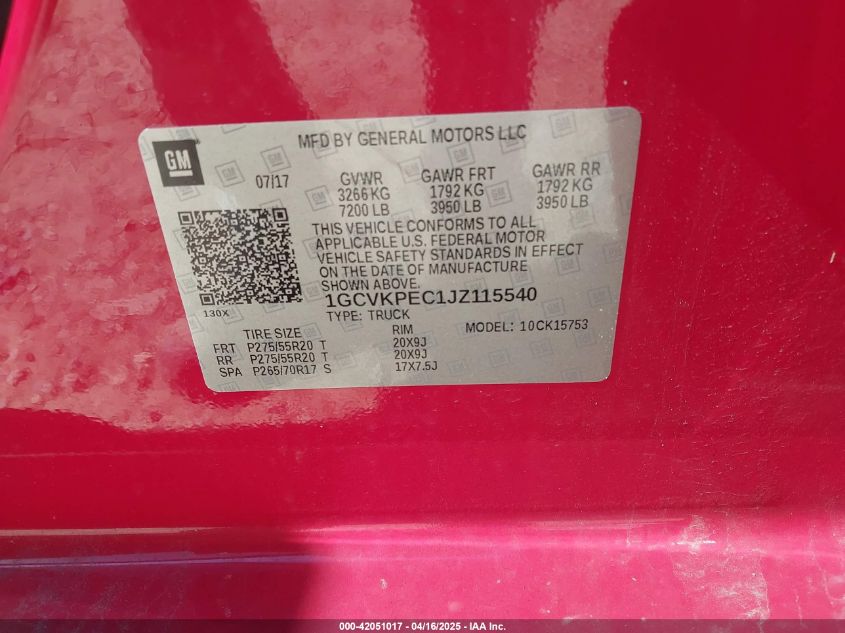 MFD BY GENERAL MOTORS LLC
GM
07/17 GVWR GAWR FRT GAWR RR
3266 KG 1792 KG 1792 KG
7200 LB 3950 LB 3950 LB
THIS VEHICLE CONFORMS TO ALL
APPLICABLE U.S. FEDERAL MOTOR
VEHICLE SAFETY STANDARDS IN EFFECT
ON THE DATE OF MANUFACTURE
SHOWN ABOVE.
1GCVKPEC1JZ115540
130X
TYPE: TRUCK
TIRE SIZE RIM MODEL: 10CK15753
FRT P275/55R20 T 20X9J
RR P275/55R20 T 20X9J
SPA P265/70R17 S 17X7.5J
000-42051017 - 04/16/2025 - IAA Inc.